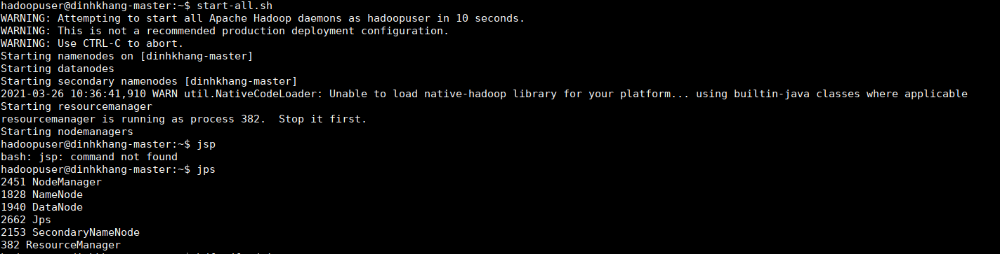 hadoopuser@dinhkhang-master:~$ start-all.sh
WARNING: Attempting to start all Apache Hadoop daemons as hadoopuser in 10 seconds.
WARNING: This is not a recommended production deployment configuration.
WARNING: Use CTRL-C to abort.
Starting namenodes on [dinhkhang-master]
Starting datanodes
Starting secondary namenodes [dinhkhang-master]
2021-03-26 10:36:41,910 WARN util.NativeCodeLoader: Unable to load native-hadoop library for your platform... using builtin-java classes where applicable
Starting resourcemanager
resourcemanager is running as process 382.  Stop it first.
Starting nodemanagers
hadoopuser@dinhkhang-master:~$ jsp
bash: jsp: command not found
hadoopuser@dinhkhang-master:~$ jps
2451 NodeManager
1828 NameNode
1940 DataNode
2662 Jps
2153 SecondaryNameNode
382 ResourceManager